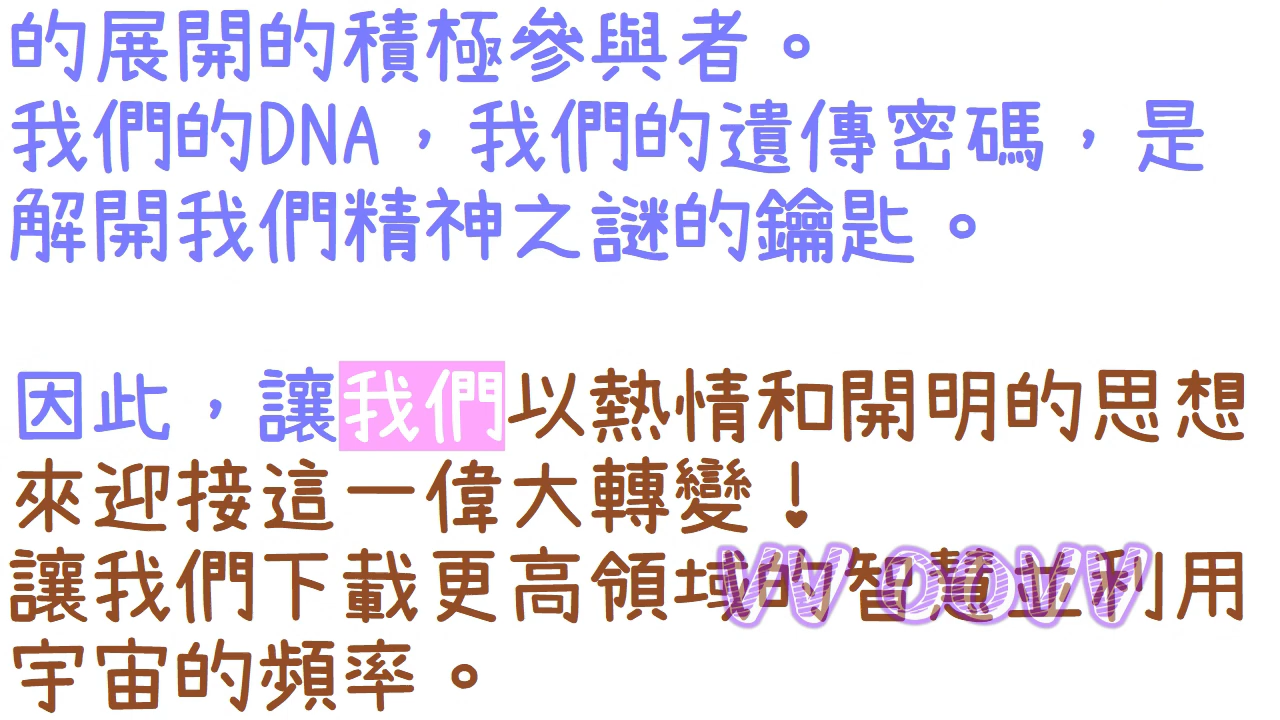 的展開的積極參與者。
我們的DNA，我們的遺傳密碼，是
解開我們精神之謎的鑰匙。
因此，讓我們以熱情和開明的思想
來迎接這一偉大轉變！
讓我們下載更高領域的智慧並利用
宇宙的頻率。